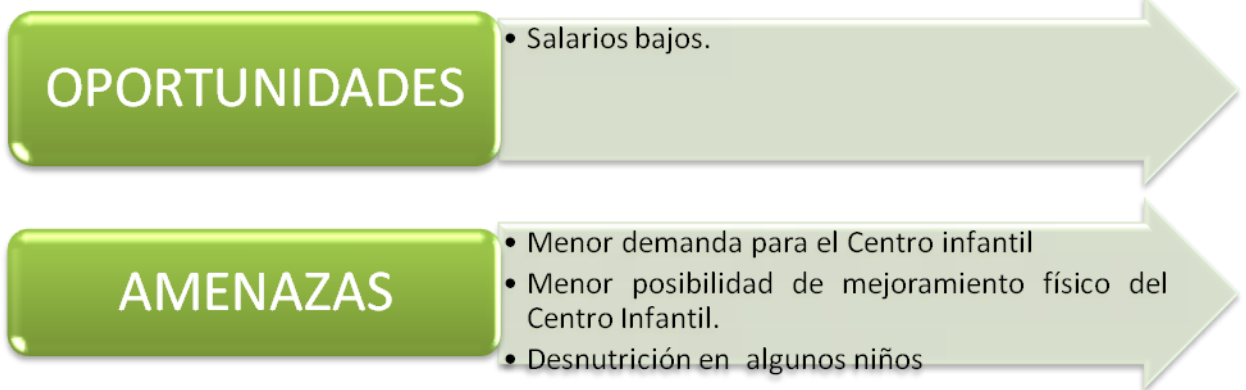 OPORTUNIDADES
• Salarios bajos.
AMENAZAS
• Menor demanda para el Centro infantil
• Menor posibilidad de mejoramiento físico del
Centro Infantil.
• Desnutrición en algunos niños